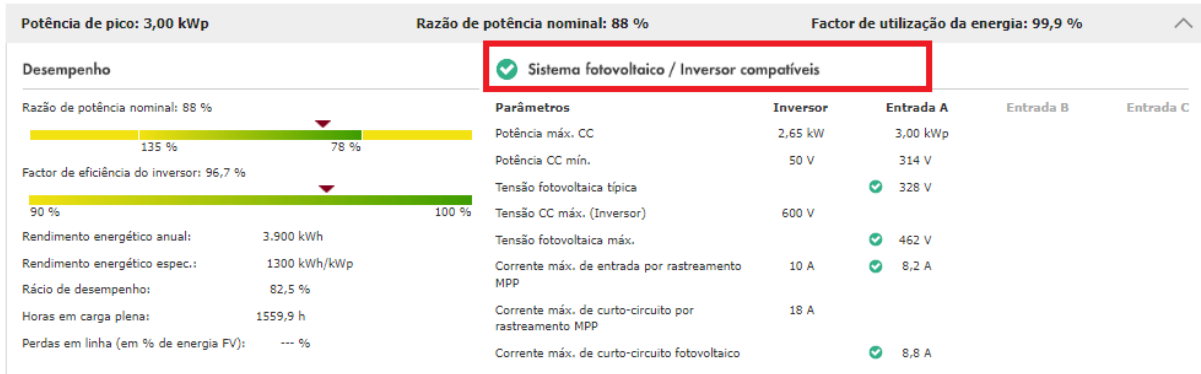 Potência de pico: 3,00 kWp Razão de potência nominal: 88 % Factor de utilização da energia: 99,9 %
Desempenho
Razão de potência nominal: 88 %
135 % 78 %
Factor de eficiência do inversor: 96,7 %
90 % 100 %
Rendimento energético anual: 3.900 kWh
Rendimento energético espec.: 1300 kWh/kWp
Rácio de desempenho: 82,5 %
Horas em carga plena: 1559,9 h
Perdas em linha (em % de energia FV): --- %
Sistema fotovoltaico / Inversor compatíveis
Parâmetros Inversor Entrada A Entrada B Entrada C
Potência máx. CC 2,65 kW 3,00 kWp
Potência CC mín. 50 V 314 V
Tensão fotovoltaica típica 328 V
Tensão CC máx. (Inversor) 600 V
Tensão fotovoltaica máx. 462 V
Corrente máx. de entrada por rastreamento 10 A 8,2 A
MPP
Corrente máx. de curto-circuito por 18 A
rastreamento MPP
Corrente máx. de curto-circuito fotovoltaico 8,8 A